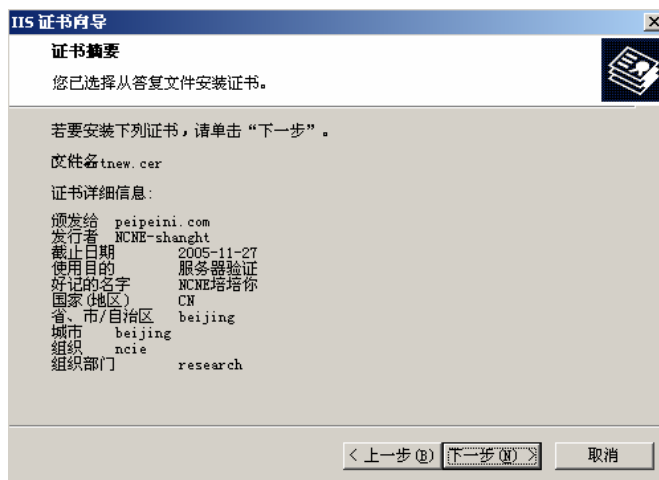 IIS 证书向导
证书摘要
您已选择从答复文件安装证书。
若要安装下列证书，请单击“下一步”。
文件名tnew.cer
证书详细信息:
颁发给 peipeini.com
发行者 NCNE-shanght
截止日期 2005-11-27
使用目的 服务器验证
好记的名字 NCNE培培你
国家(地区) CN
省、市/自治区 beijing
城市 beijing
组织 ncie
组织部门 research
< 上一步(B) 下一步(N) > 取消